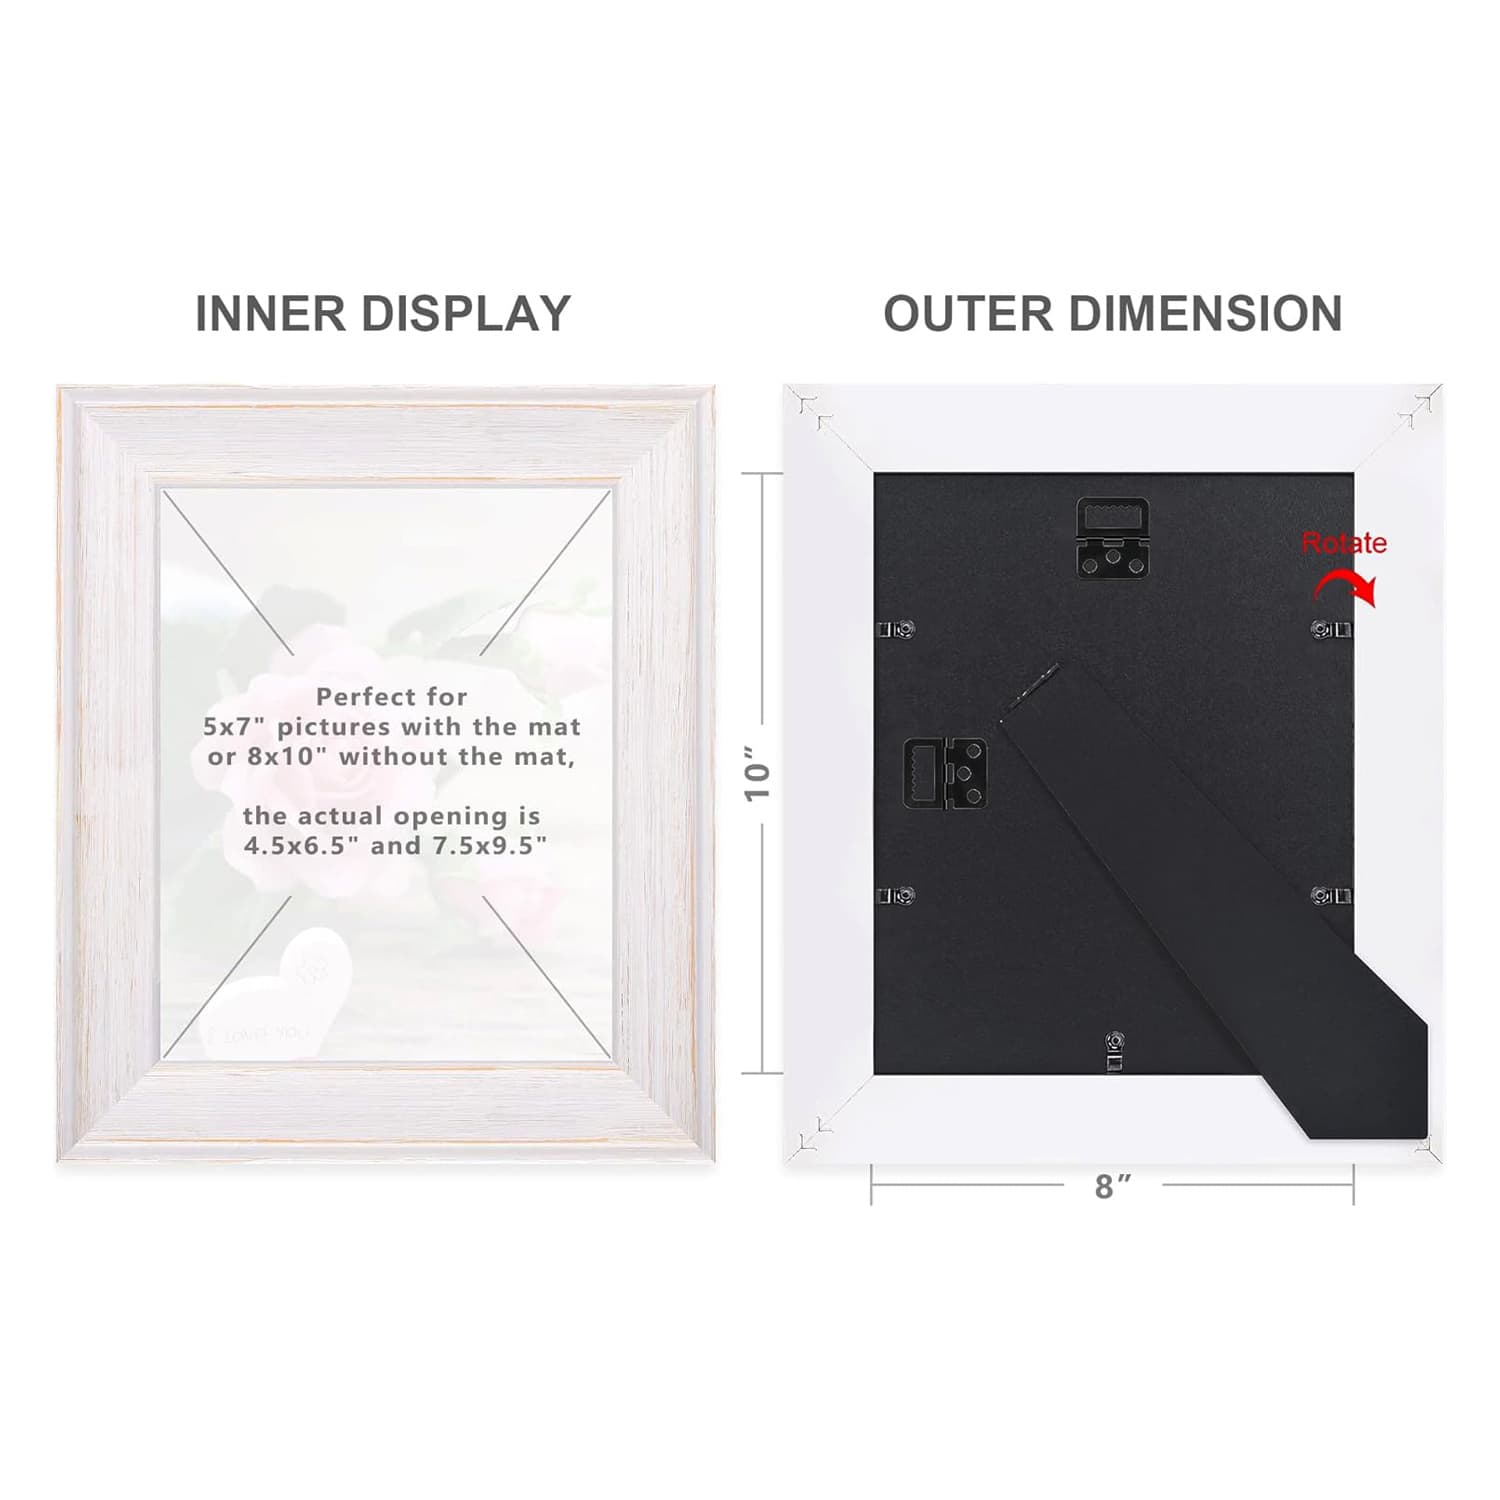 INNER DISPLAY
OUTER DIMENSION
Perfect for
5x7" pictures with the mat
or 8x10" without the mat,
the actual opening is
4.5x6.5" and 7.5x9.5"
Rotate
10”
8”